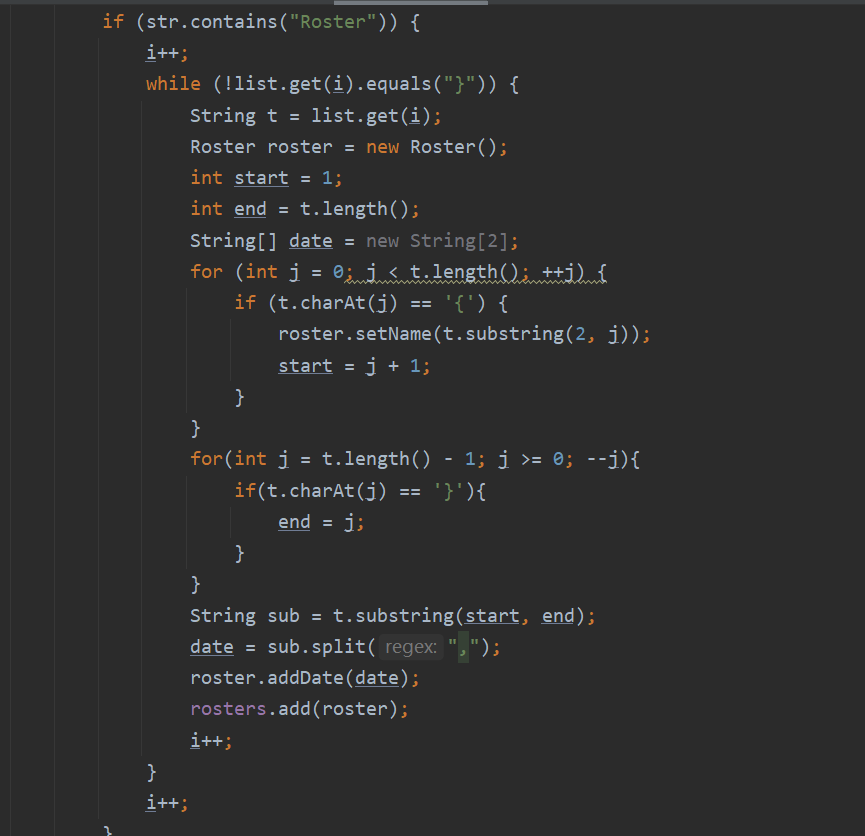 if (str.contains("Roster")) {
i++;
while (!list.get(i).equals("}")) {
String t = list.get(i);
Roster roster = new Roster();
int start = 1;
int end = t.length();
String[] date = new String[2];
for (int j = 0; j < t.length(); ++j) {
if (t.charAt(j) == '{') {
roster.setName(t.substring(2, j));
start = j + 1;
}
}
for(int j = t.length() - 1; j >= 0; --j){
if(t.charAt(j) == '}'){
end = j;
}
}
String sub = t.substring(start, end);
date = sub.split( regex: ",");
roster.addDate(date);
rosters.add(roster);
i++;
}
i++;
}